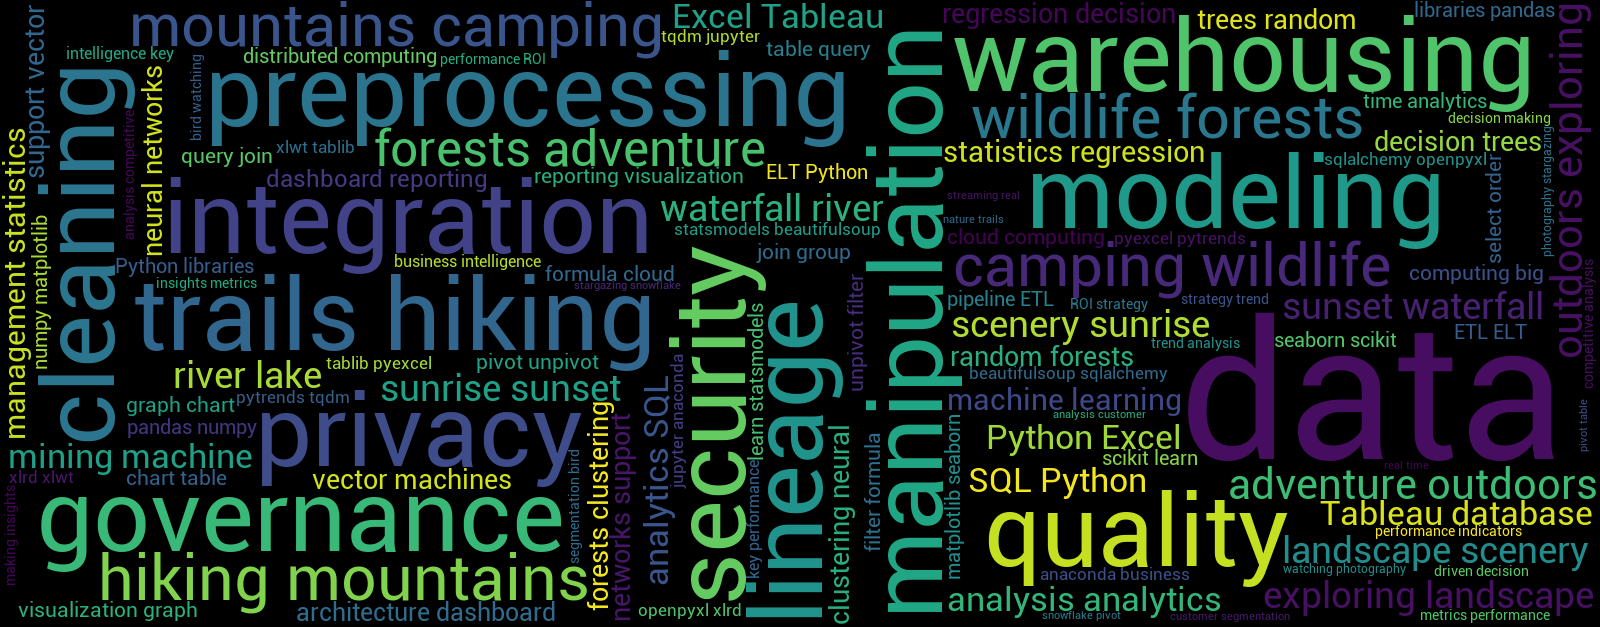 mountains camping
Excel Tableau
regression decision
trees random
libraries pandas
support vector
intelligence key
distributed computing
performance ROI
tqdm jupyter
table query
warehousing
outdoors exploring
cleaning
neural networks
bird watching
preprocessing
manipulation
wildlife forests
time analytics
decision making
analysis competitive
query join
xlwt tablib
forests adventure
statistics regression
decision trees
sqlalchemy openpyxl
photography stargazing
management statistics
dashboard reporting
reporting visualization
ELT Python
modeling
select order
streaming real
integration
waterfall river
nature trails
numpy matplotlib
statsmodels beautifulsoup
cloud computing
pyexcel pytrends
Python libraries
insights metrics
business intelligence
formula cloud
stargazing snowflake
join group
camping wildlife
computing big
competitive analysis
trails hiking
security
lineage
unpivot filter
pipeline ETL
ROI strategy
strategy trend
sunset waterfall
scenery sunrise
trend analysis
seaborn scikit
ETL ELT
data
river lake
tablib pyexcel
pivot unpivot
learn statsmodels
random forests
beautifulsoup sqlalchemy
sunrise sunset
graph chart
pytrends tqdm
privacy
analytics SQL
jupyter anaconda
machine learning
analysis customer
pandas numpy
Python Excel
scikit learn
pivot table
mining machine
xlrd xlwt
chart table
vector machines
forests clustering
networks support
segmentation bird
key performance
clustering neural
filter formula
matplotlib seaborn
real time
SQL Python
adventure outdoors
making insights
governance
quality
Tableau database
performance indicators
landscape scenery
hiking mountains
anaconda business
watching photography
driven decision
visualization graph
architecture dashboard
openpyxl xlrd
analysis analytics
exploring landscape
snowflake pivot
customer segmentation
metrics performance